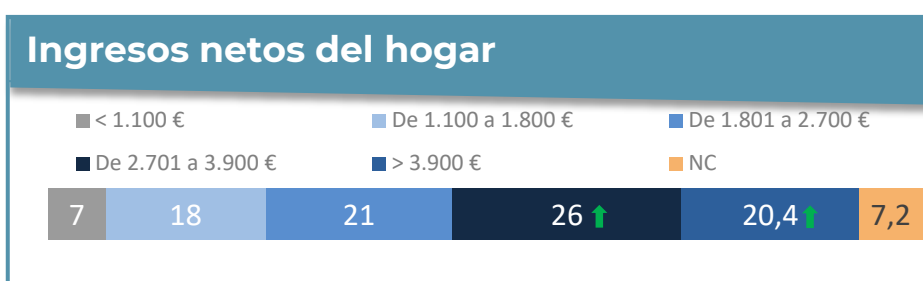 Ingresos netos del hogar
< 1.100 € De 1.100 a 1.800 € De 1.801 a 2.700 €
De 2.701 a 3.900 € > 3.900 € NC
7 18 21 26 20,4 7,2